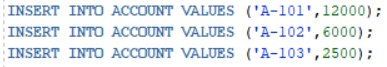 INSERT INTO ACCOUNT VALUES ('A-101',12000);
INSERT INTO ACCOUNT VALUES ('A-102',6000);
INSERT INTO ACCOUNT VALUES ('A-103',2500);